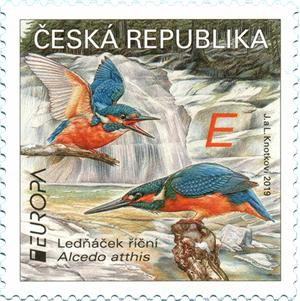 ČESKÁ REPUBLIKA
E
J. a L. Knotkovi 2019
EUROPA
Ledňáček říční
Alcedo atthis